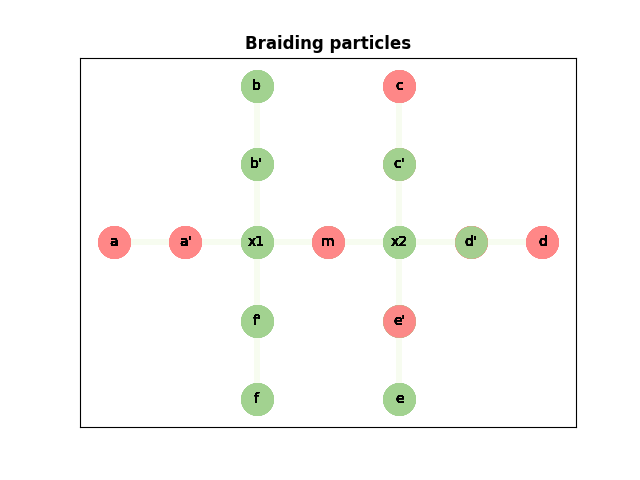 Braiding particles
b c
b' c'
a a' x1 m x2 d' d
f' e'
f e